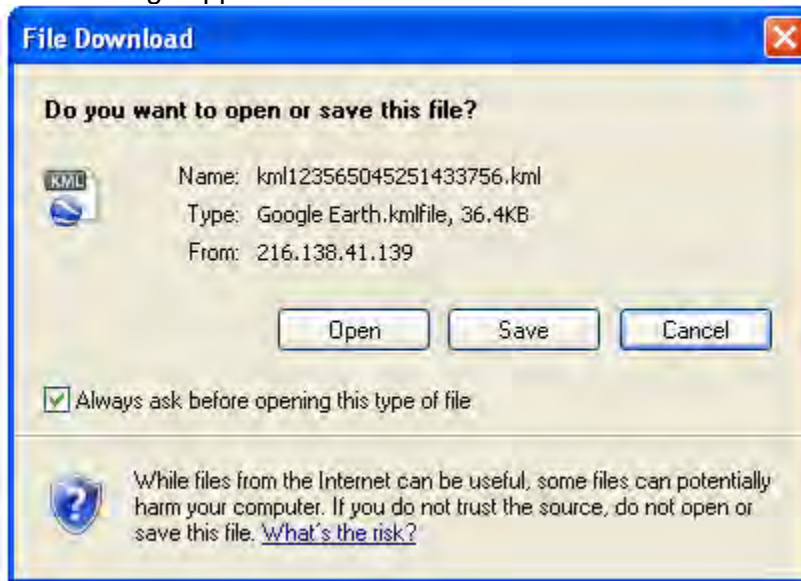 File Download
Do you want to open or save this file?
KML
Name: kml123565045251433756.kml
Type: Google Earth.kmlfile, 36.4KB
From: 216.138.41.139
Open Save Cancel
Always ask before opening this type of file
While files from the Internet can be useful, some files can potentially
harm your computer. If you do not trust the source, do not open or
save this file. What's the risk?